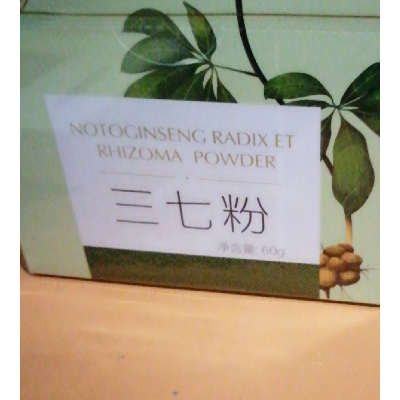 NOTOGINSENG RADIX ET
RHIZOMA POWDER
三七粉
净含量: 60g